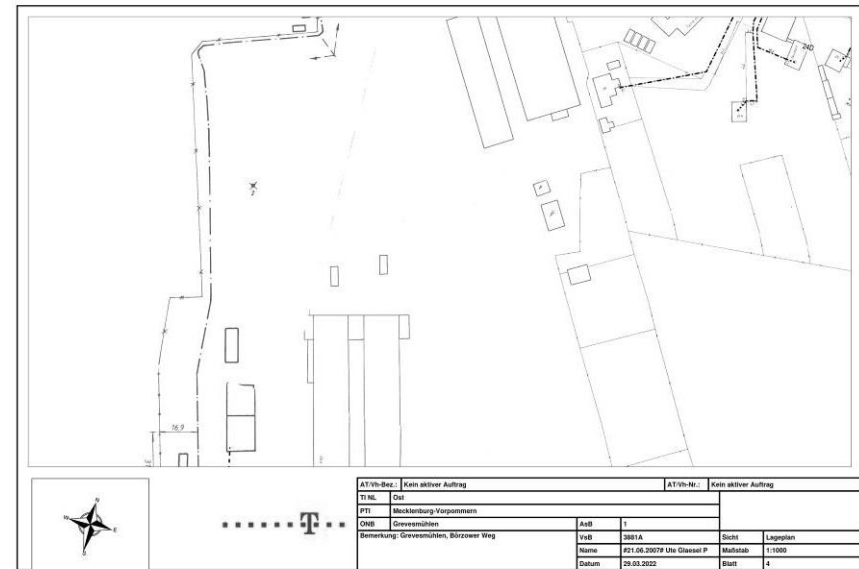 24D
16,9
N
W
E
S
T
AT/Vh-Bez.: Kein aktiver Auftrag AT/Vh-Nr.: Kein aktiver Auftrag
TI NL Ost
PTI Mecklenburg-Vorpommern
ONB Grevesmühlen AsB 1
Bemerkung: Grevesmühlen, Börzower Weg VsB 3881A Sicht Lageplan
Name #21.06.2007# Ute Glaesel P Maßstab 1:1000
Datum 29.03.2022 Blatt 4